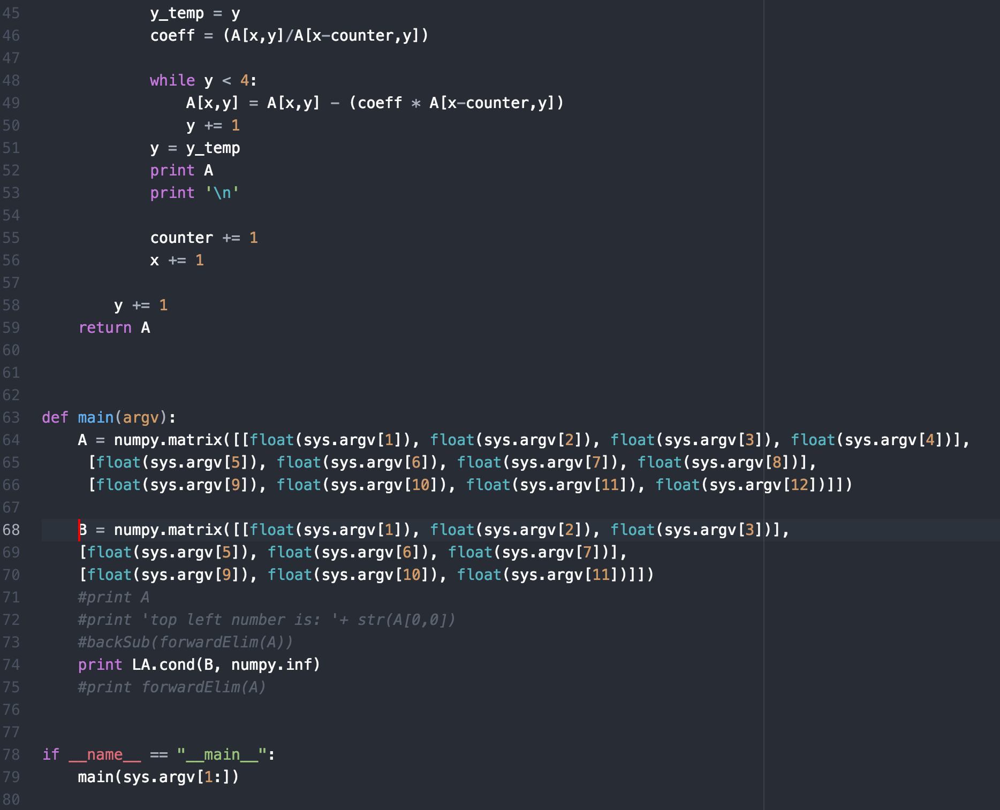 45 y_temp = y
46 coeff = (A[x,y]/A[x-counter,y])
47
48 while y < 4:
49 A[x,y] = A[x,y] - (coeff * A[x-counter,y])
50 y += 1
51 y = y_temp
52 print A
53 print '\n'
54
55 counter += 1
56 x += 1
57
58 y += 1
59 return A
60
61
62
63 def main(argv):
64 A = numpy.matrix([[float(sys.argv[1]), float(sys.argv[2]), float(sys.argv[3]), float(sys.argv[4])],
65 [float(sys.argv[5]), float(sys.argv[6]), float(sys.argv[7]), float(sys.argv[8])],
66 [float(sys.argv[9]), float(sys.argv[10]), float(sys.argv[11]), float(sys.argv[12])]])
67
68 B = numpy.matrix([[float(sys.argv[1]), float(sys.argv[2]), float(sys.argv[3])],
69 [float(sys.argv[5]), float(sys.argv[6]), float(sys.argv[7])],
70 [float(sys.argv[9]), float(sys.argv[10]), float(sys.argv[11])]])
71 #print A
72 #print 'top left number is: '+ str(A[0,0])
73 #backSub(forwardElim(A))
74 print LA.cond(B, numpy.inf)
75 #print forwardElim(A)
76
77
78 if __name__ == "__main__":
79 main(sys.argv[1:])
80